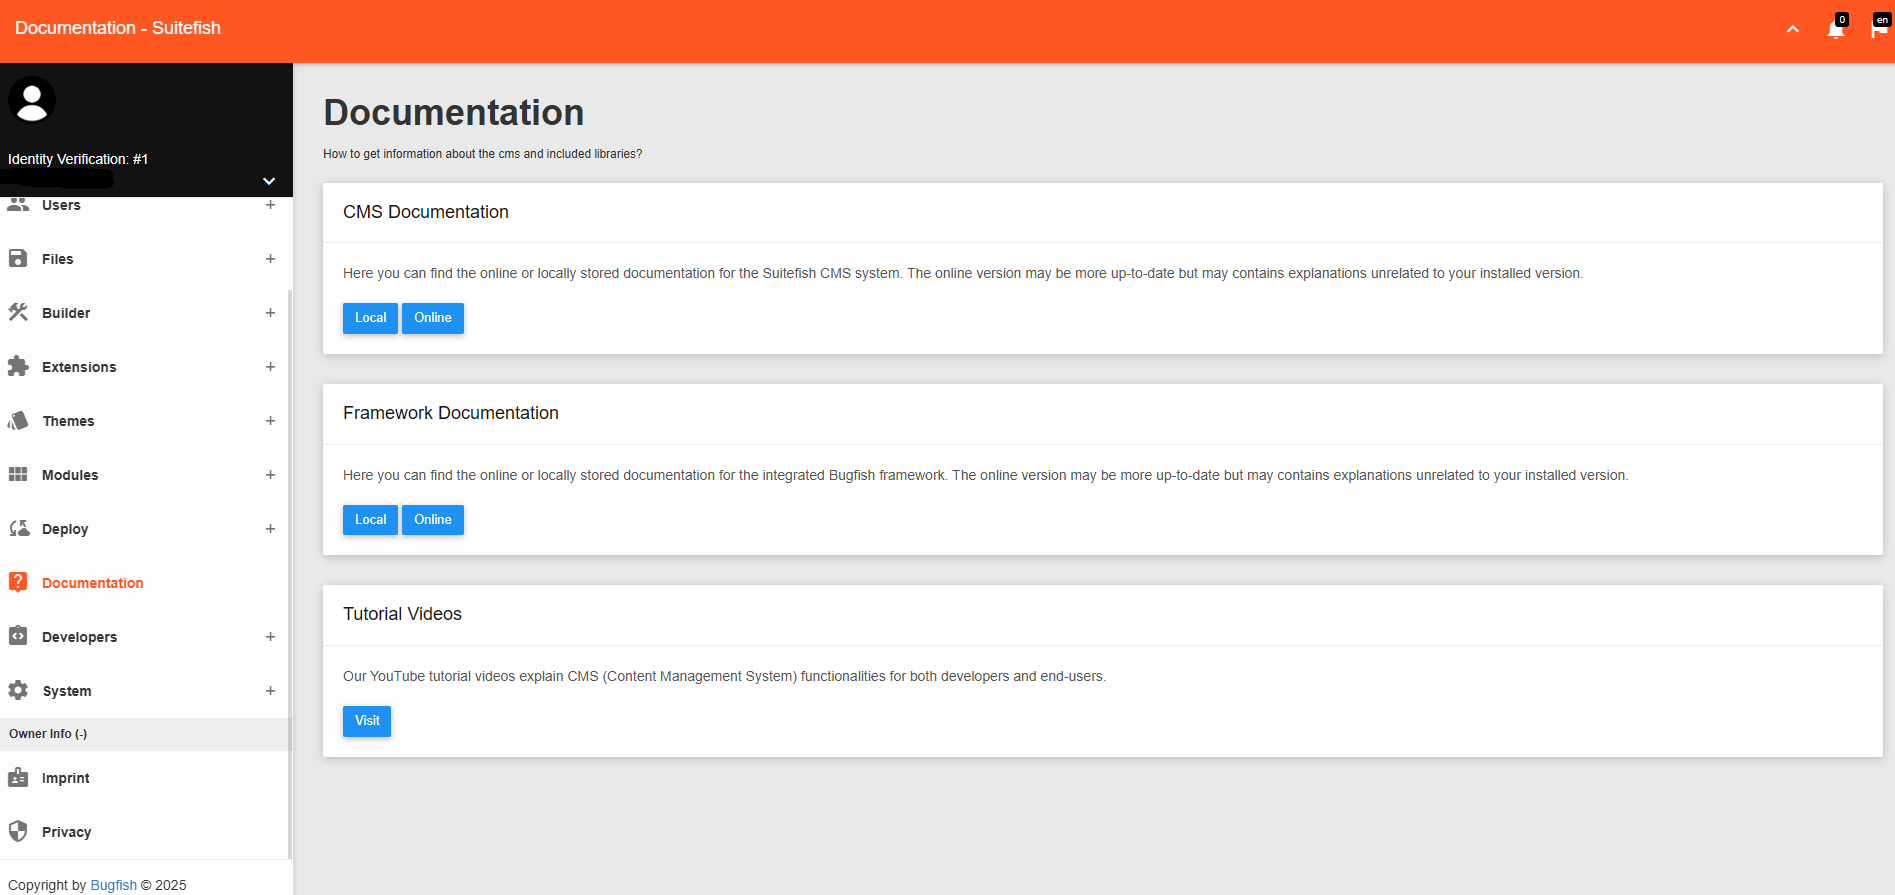 Documentation - Suitefish
0
en
Identity Verification: #1
Users +
Files +
Builder +
Extensions +
Themes +
Modules +
Deploy +
Documentation
Developers +
System +
Owner Info (-)
Imprint
Privacy
Copyright by Bugfish © 2025
Documentation
How to get information about the cms and included libraries?
CMS Documentation
Here you can find the online or locally stored documentation for the Suitefish CMS system. The online version may be more up-to-date but may contains explanations unrelated to your installed version.
Local Online
Framework Documentation
Here you can find the online or locally stored documentation for the integrated Bugfish framework. The online version may be more up-to-date but may contains explanations unrelated to your installed version.
Local Online
Tutorial Videos
Our YouTube tutorial videos explain CMS (Content Management System) functionalities for both developers and end-users.
Visit